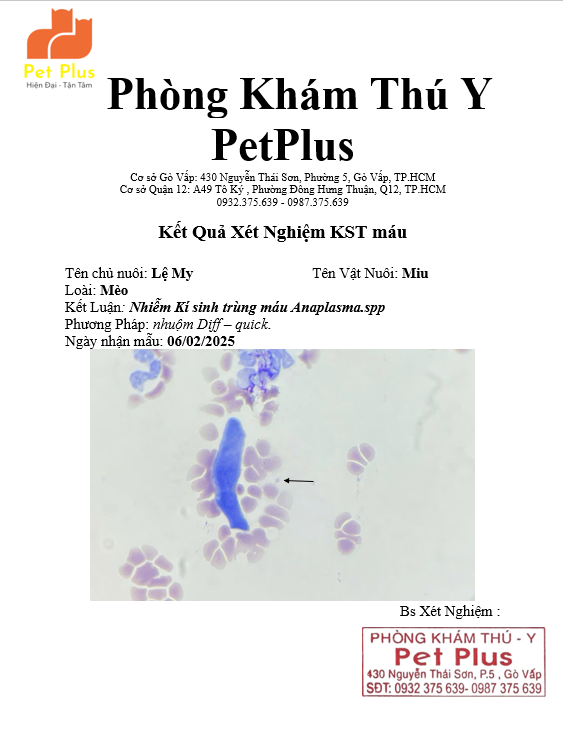 Pet Plus
Hiện Đại - Tận Tâm
Phòng Khám Thú Y
PetPlus
Cơ sở Gò Vấp: 430 Nguyễn Thái Sơn, Phường 5, Gò Vấp, TP.HCM
Cơ sở Quận 12: A49 Tô Ký , Phường Đông Hưng Thuận, Q12, TP.HCM
0932.375.639 - 0987.375.639
Kết Quả Xét Nghiệm KST máu
Tên chủ nuôi: Lệ My Tên Vật Nuôi: Miu
Loài: Mèo
Kết Luận: Nhiễm Kí sinh trùng máu Anaplasma.spp
Phương Pháp: nhuộm Diff – quick.
Ngày nhận mẫu: 06/02/2025
Bs Xét Nghiệm :
PHÒNG KHÁM THÚ - Y
Pet Plus
430 Nguyễn Thái Sơn, P.5 , Gò Vấp
SĐT: 0932 375 639- 0987 375 639